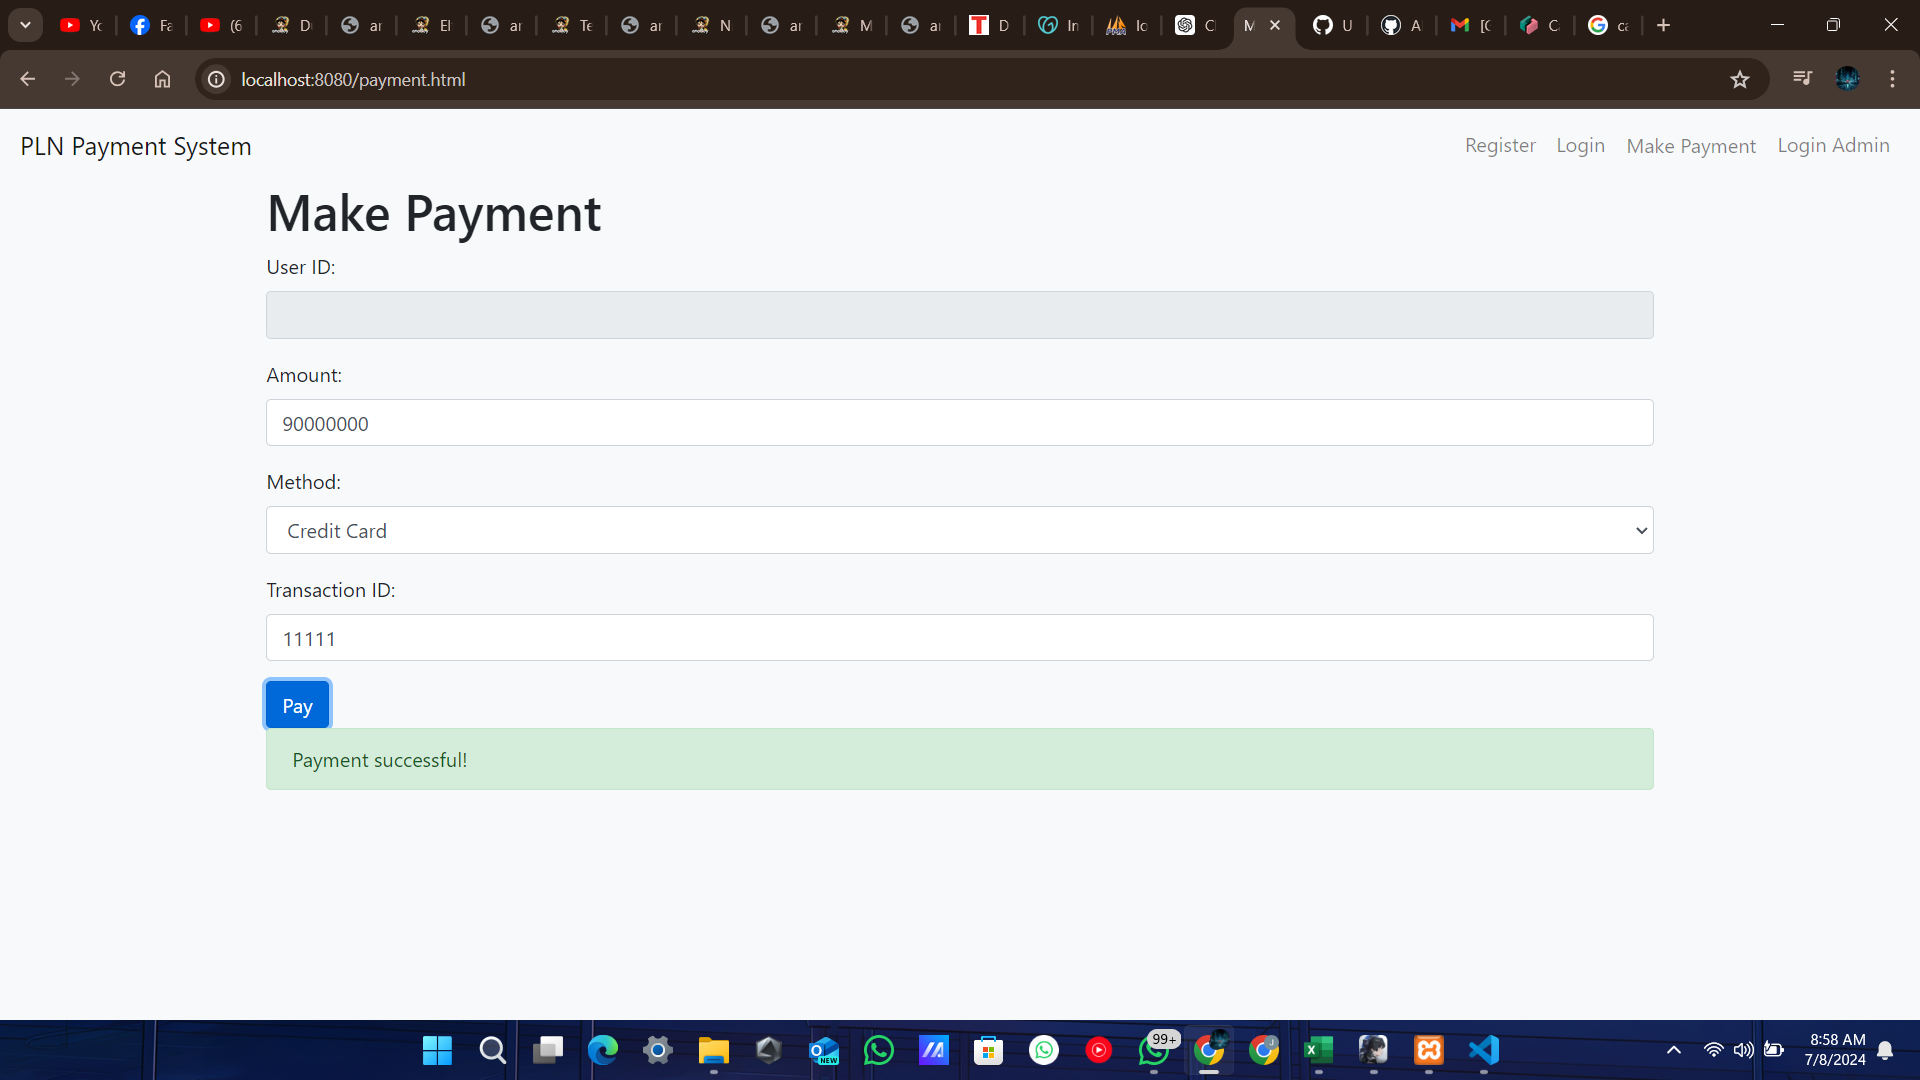 Yc
Fa
(6
D
ar
El
ar
Te
ar
N
ar
M
ar
D
In
lo
C
M
U
A
[C
C
ca
localhost:8080/payment.html
PLN Payment System
Register
Login
Make Payment
Login Admin
Make Payment
User ID:
Amount:
90000000
Method:
Credit Card
Transaction ID:
11111
Pay
Payment successful!
NEW
99+
8:58 AM
7/8/2024